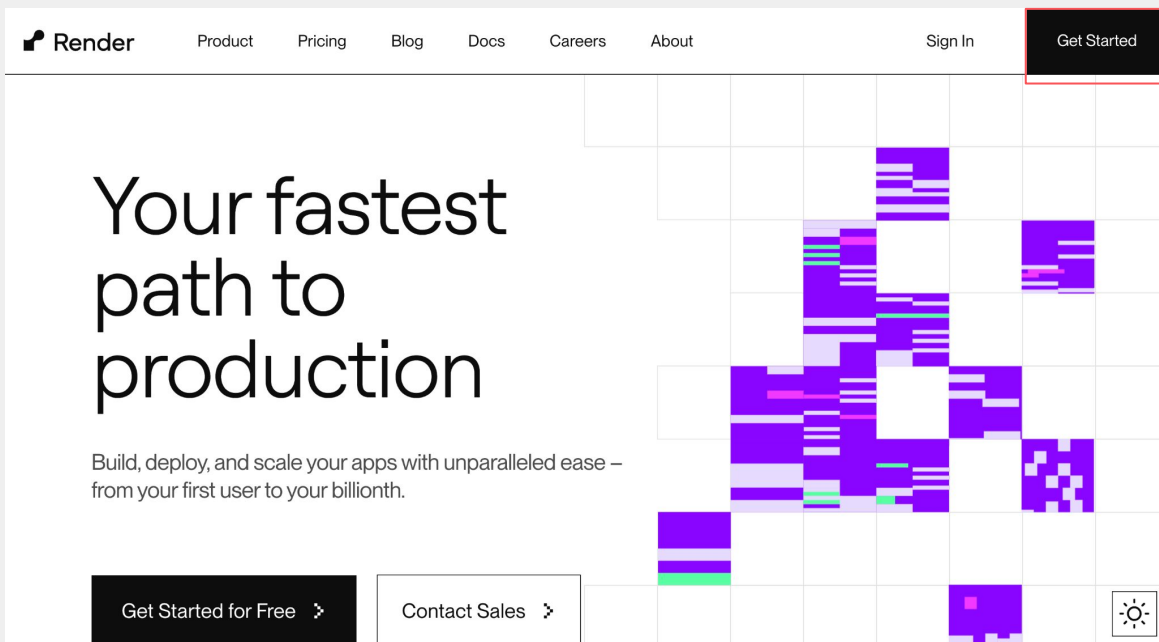 Render Product Pricing Blog Docs Careers About Sign In Get Started
Your fastest
path to
production
Build, deploy, and scale your apps with unparalleled ease –
from your first user to your billionth.
Get Started for Free Contact Sales